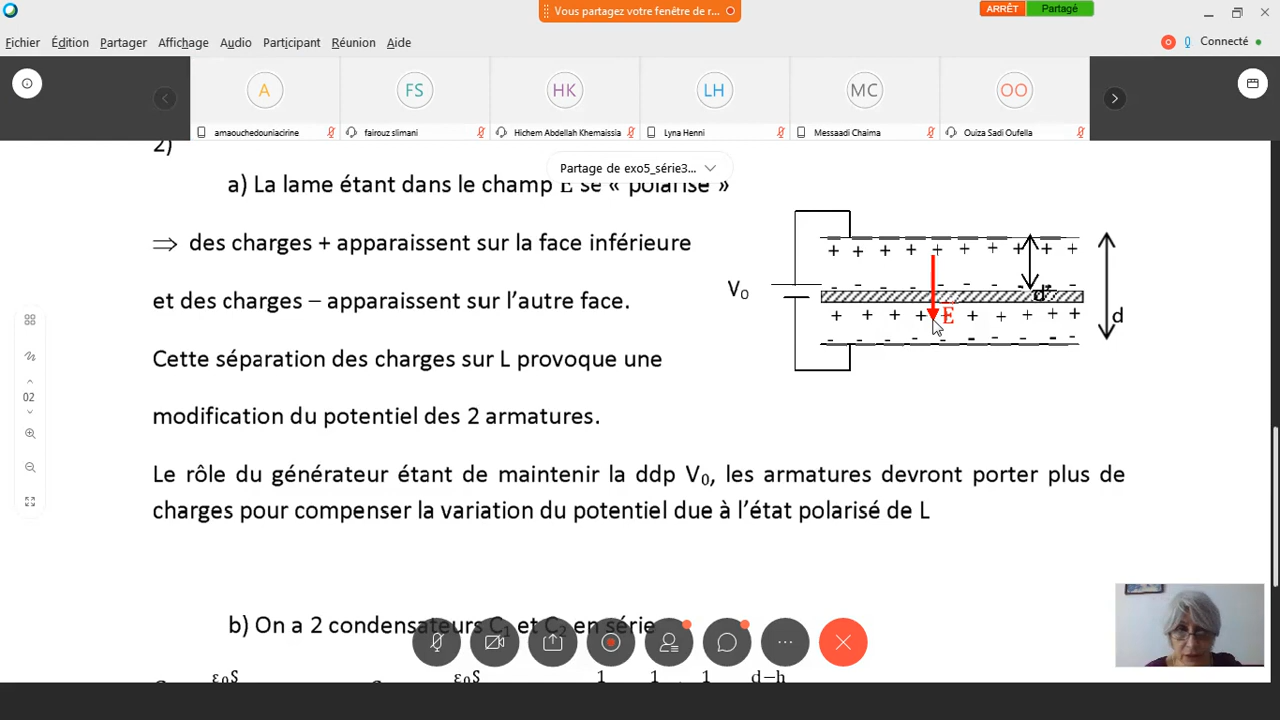 Vous partagez votre fenêtre de r...
ARRÊT
Partagé
Fichier Édition Partager Affichage Audio Participant Réunion Aide
Connecté
A FS HK LH MC OO
amaouchedouniacirine fairouz slimani Hichem Abdellah Khemaissia Lyna Henni Messaadi Chaima Ouiza Sadi Oufella
2)
Partage de exo5_série3...
a) La lame étant dans le champ E se « polarise »
⇒ des charges + apparaissent sur la face inférieure
et des charges – apparaissent sur l'autre face.
Cette séparation des charges sur L provoque une
modification du potentiel des 2 armatures.
V₀
+ + + + + + + + + +
d'
E
d
+ + + + + + + + + +
02
Le rôle du générateur étant de maintenir la ddp V₀, les armatures devront porter plus de
charges pour compenser la variation du potentiel due à l'état polarisé de L
b) On a 2 condensateurs C₁ et C₂ en série
ε₀S ε₀S 1 1 1 d−h